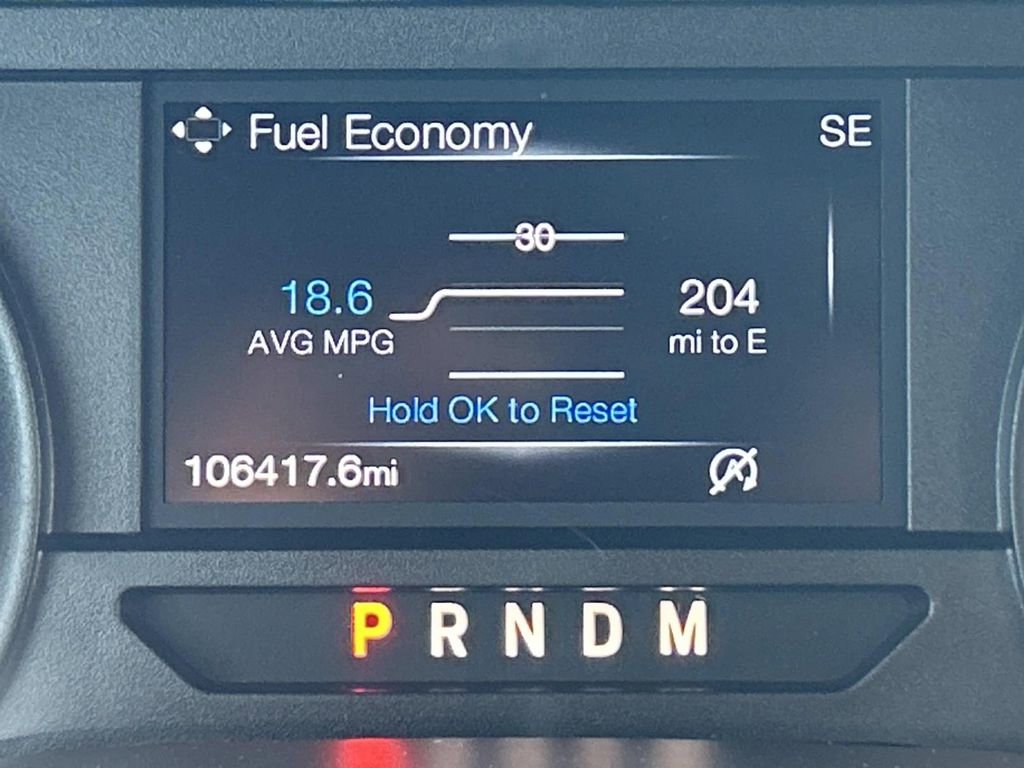 Fuel Economy SE
30
18.6 204
AVG MPG mi to E
Hold OK to Reset
106417.6mi
P R N D M